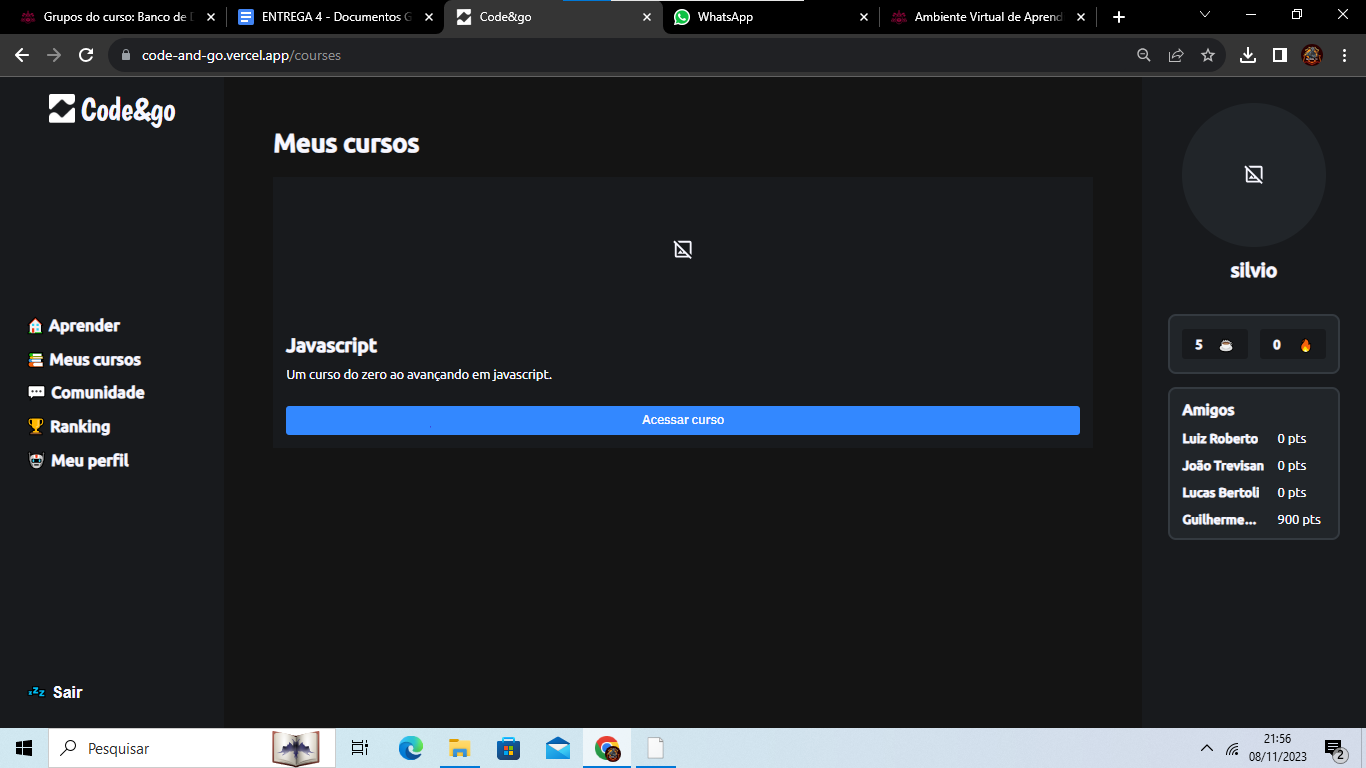 Grupos do curso: Banco de D
ENTREGA 4 - Documentos G
Code&go
WhatsApp
Ambiente Virtual de Aprend
code-and-go.vercel.app/courses
Code&go
Aprender
Meus cursos
Comunidade
Ranking
Meu perfil
Sair
Meus cursos
Javascript
Um curso do zero ao avançando em javascript.
Acessar curso
silvio
5 0
Amigos
Luiz Roberto 0 pts
João Trevisan 0 pts
Lucas Bertoli 0 pts
Guilherme... 900 pts
Pesquisar
21:56
08/11/2023
2